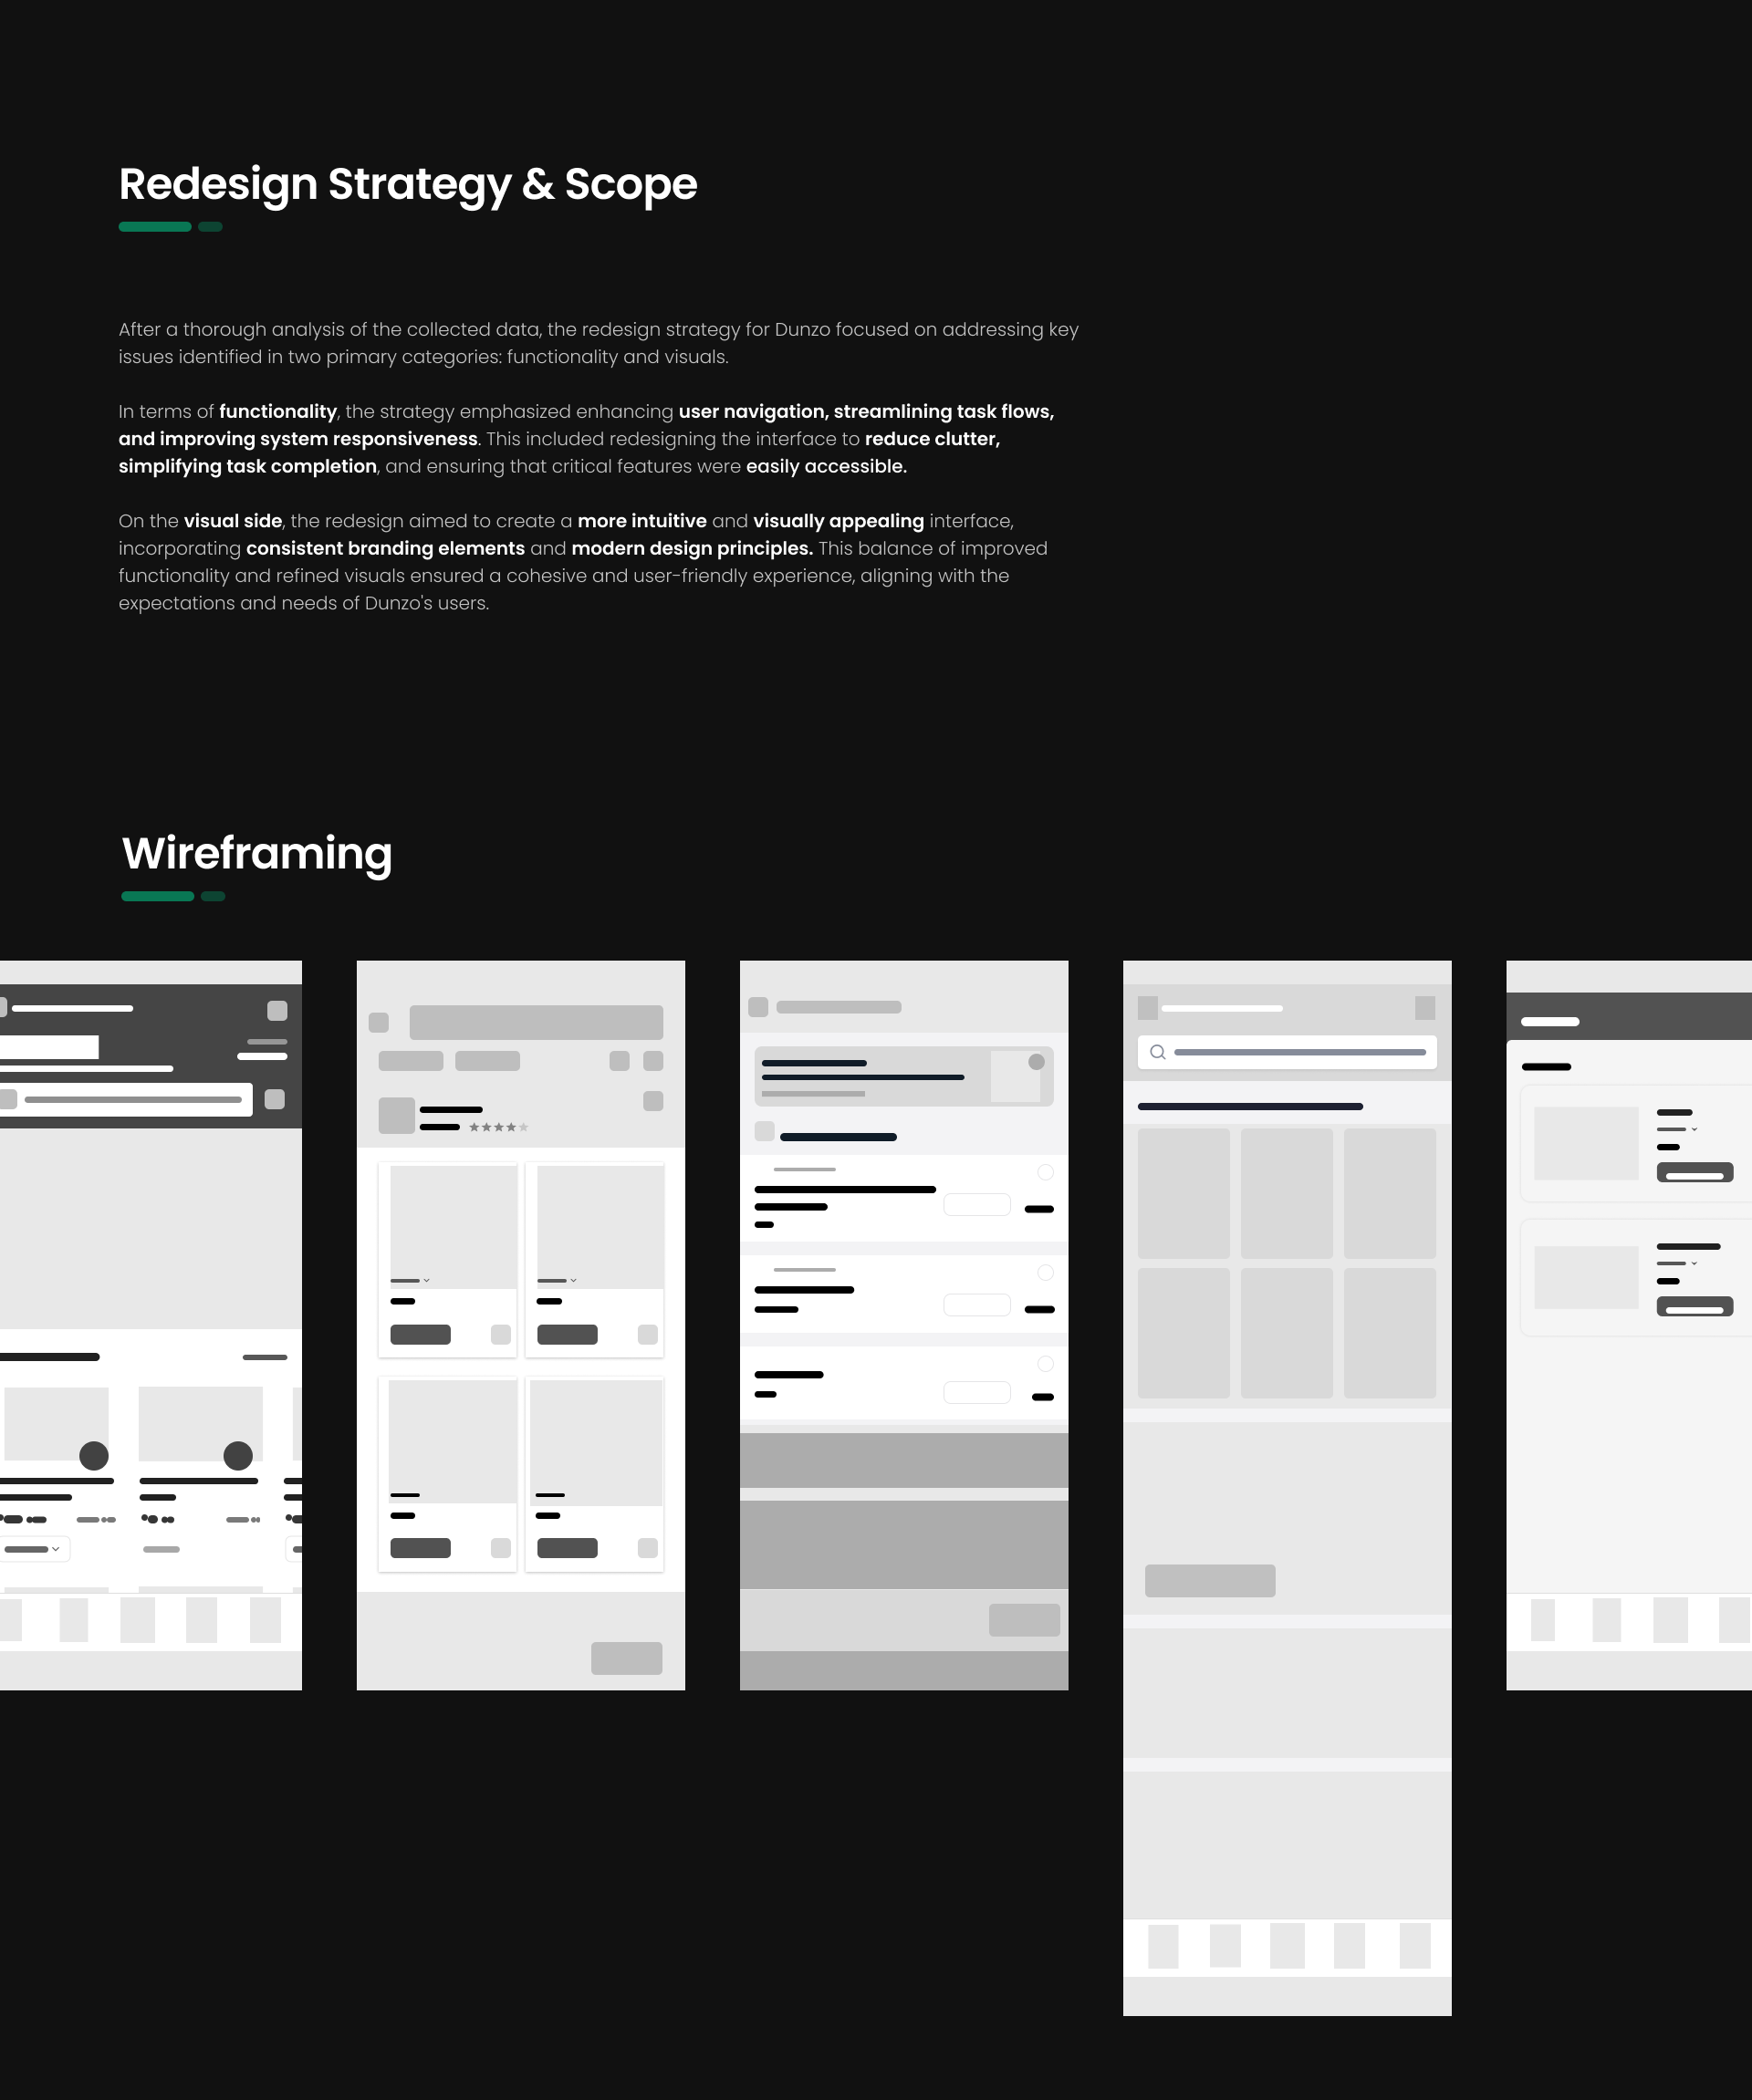 Redesign Strategy & Scope
After a thorough analysis of the collected data, the redesign strategy for Dunzo focused on addressing key
issues identified in two primary categories: functionality and visuals.
In terms of functionality, the strategy emphasized enhancing user navigation, streamlining task flows,
and improving system responsiveness. This included redesigning the interface to reduce clutter,
simplifying task completion, and ensuring that critical features were easily accessible.
On the visual side, the redesign aimed to create a more intuitive and visually appealing interface,
incorporating consistent branding elements and modern design principles. This balance of improved
functionality and refined visuals ensured a cohesive and user-friendly experience, aligning with the
expectations and needs of Dunzo's users.
Wireframing